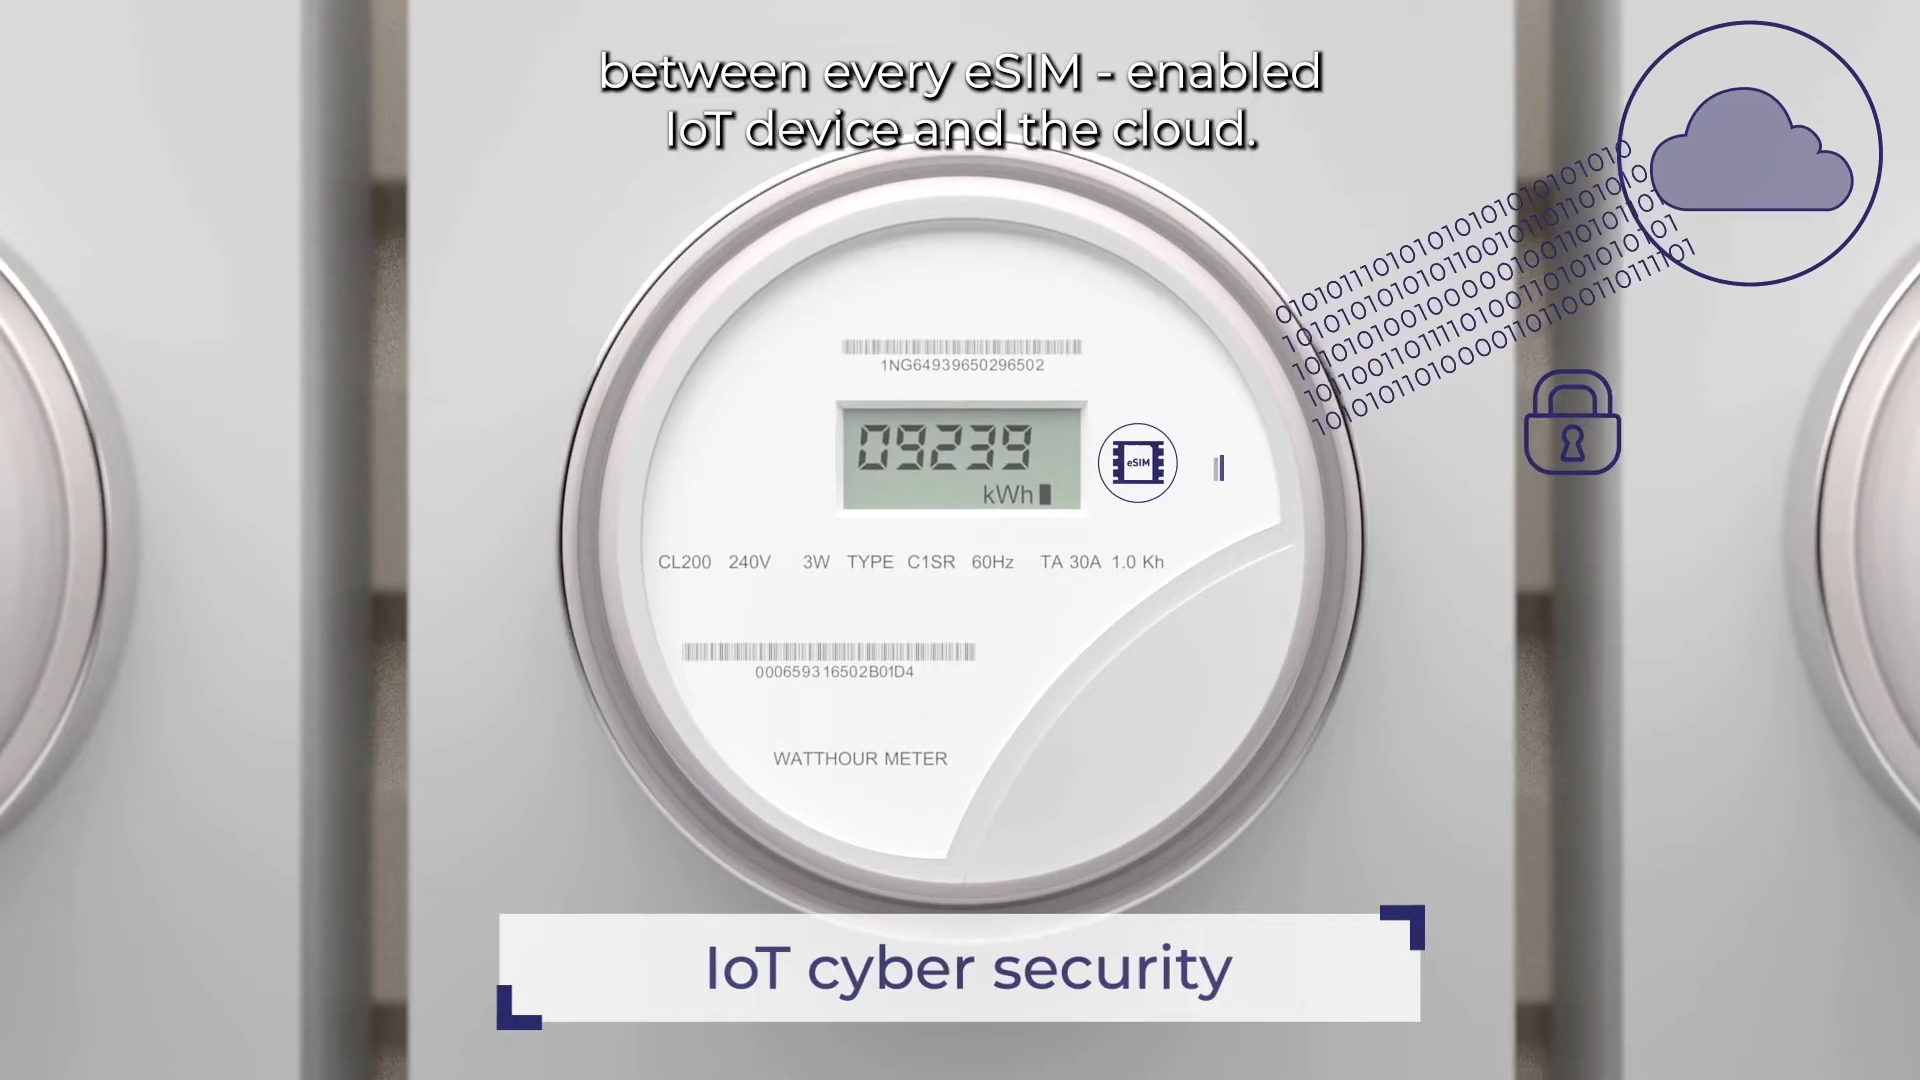 between every eSIM - enabled
IoT device and the cloud.
1NG64939650296502
09239
kWh
eSIM
CL200 240V 3W TYPE C1SR 60Hz TA 30A 1.0 Kh
000659316502B01D4
WATTHOUR METER
IoT cyber security